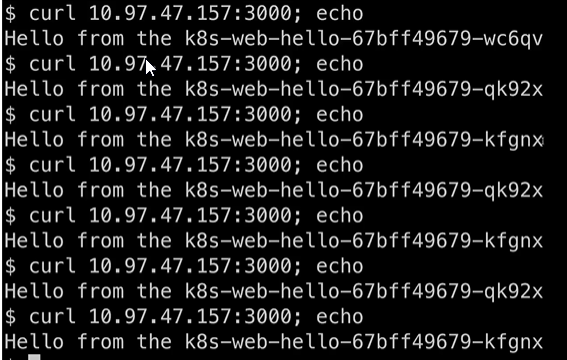 $ curl 10.97.47.157:3000; echo
Hello from the k8s-web-hello-67bff49679-wc6qv
$ curl 10.97.47.157:3000; echo
Hello from the k8s-web-hello-67bff49679-qk92x
$ curl 10.97.47.157:3000; echo
Hello from the k8s-web-hello-67bff49679-kfgnx
$ curl 10.97.47.157:3000; echo
Hello from the k8s-web-hello-67bff49679-qk92x
$ curl 10.97.47.157:3000; echo
Hello from the k8s-web-hello-67bff49679-kfgnx
$ curl 10.97.47.157:3000; echo
Hello from the k8s-web-hello-67bff49679-qk92x
$ curl 10.97.47.157:3000; echo
Hello from the k8s-web-hello-67bff49679-kfgnx